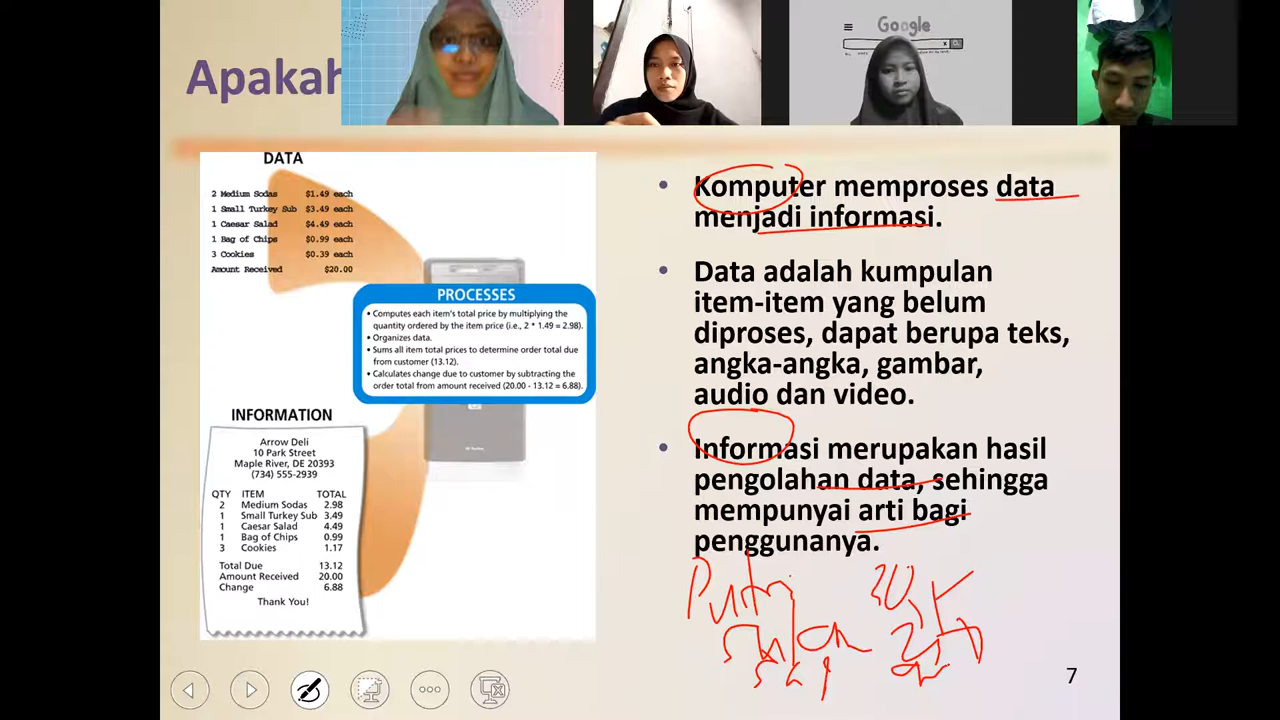 Apakah
Google
DATA
2 Medium Sodas $1.49 each
1 Small Turkey Sub $3.49 each
1 Caesar Salad $4.49 each
1 Bag of Chips $0.99 each
3 Cookies $0.39 each
Amount Received $20.00
PROCESSES
• Computes each item's total price by multiplying the
quantity ordered by the item price (i.e., 2 * 1.49 = 2.98).
• Organizes data.
• Sums all item total prices to determine order total due
from customer (13.12).
• Calculates change due to customer by subtracting the
order total from amount received (20.00 - 13.12 = 6.88).
INFORMATION
Arrow Deli
10 Park Street
Maple River, DE 20393
(734) 555-2939
QTY ITEM TOTAL
2 Medium Sodas 2.98
1 Small Turkey Sub 3.49
1 Caesar Salad 4.49
1 Bag of Chips 0.99
3 Cookies 1.17
Total Due 13.12
Amount Received 20.00
Change 6.88
Thank You!
• Komputer memproses data
menjadi informasi.
• Data adalah kumpulan
item-item yang belum
diproses, dapat berupa teks,
angka-angka, gambar,
audio dan video.
• Informasi merupakan hasil
pengolahan data, sehingga
mempunyai arti bagi
penggunanya.
Putri
7